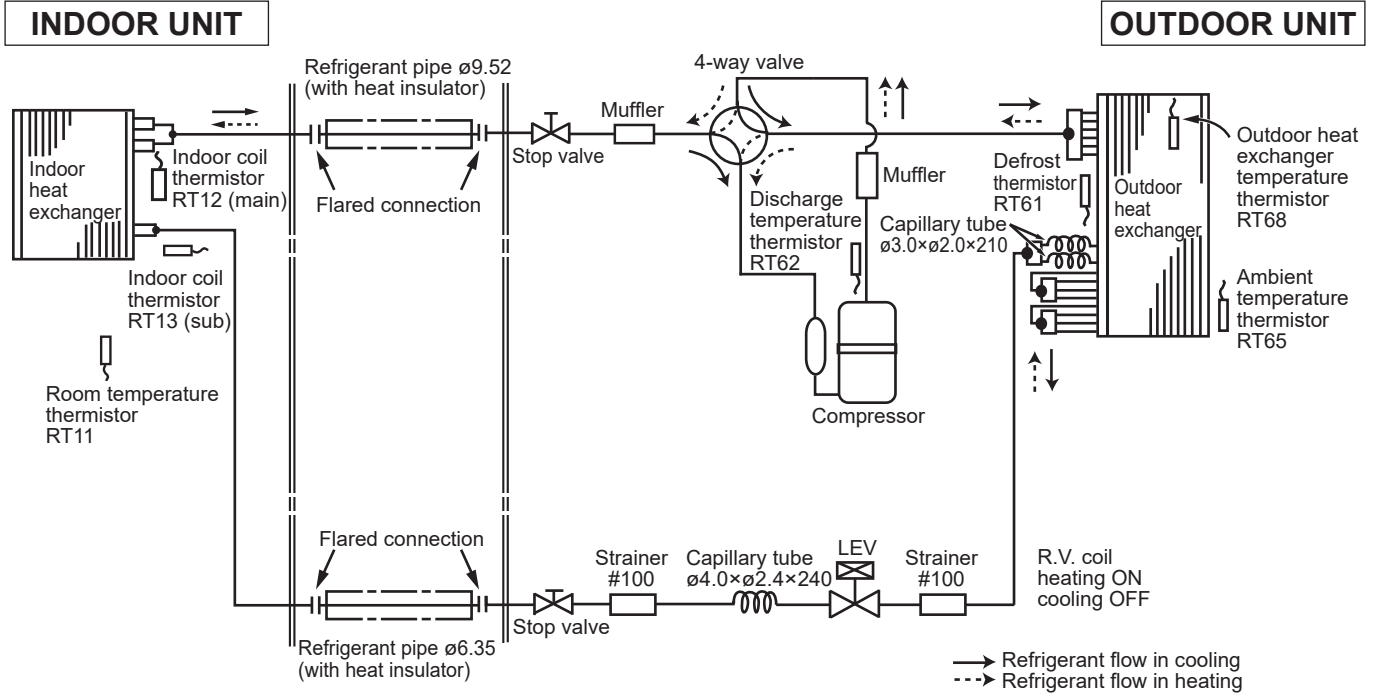 INDOOR UNIT
OUTDOOR UNIT
Refrigerant pipe ø9.52
(with heat insulator)
4-way valve
Muffler
Stop valve
Indoor
heat
exchanger
Indoor coil
thermistor
RT12 (main)
Flared connection
Discharge
temperature
thermistor
RT62
Muffler
Defrost
thermistor
RT61
Capillary tube
ø3.0×ø2.0×210
Outdoor
heat
exchanger
Outdoor heat
exchanger
temperature
thermistor
RT68
Indoor coil
thermistor
RT13 (sub)
Ambient
temperature
thermistor
RT65
Room temperature
thermistor
RT11
Compressor
Flared connection
Strainer
#100
Capillary tube
ø4.0×ø2.4×240
LEV
Strainer
#100
R.V. coil
heating ON
cooling OFF
Stop valve
Refrigerant pipe ø6.35
(with heat insulator)
Refrigerant flow in cooling
Refrigerant flow in heating